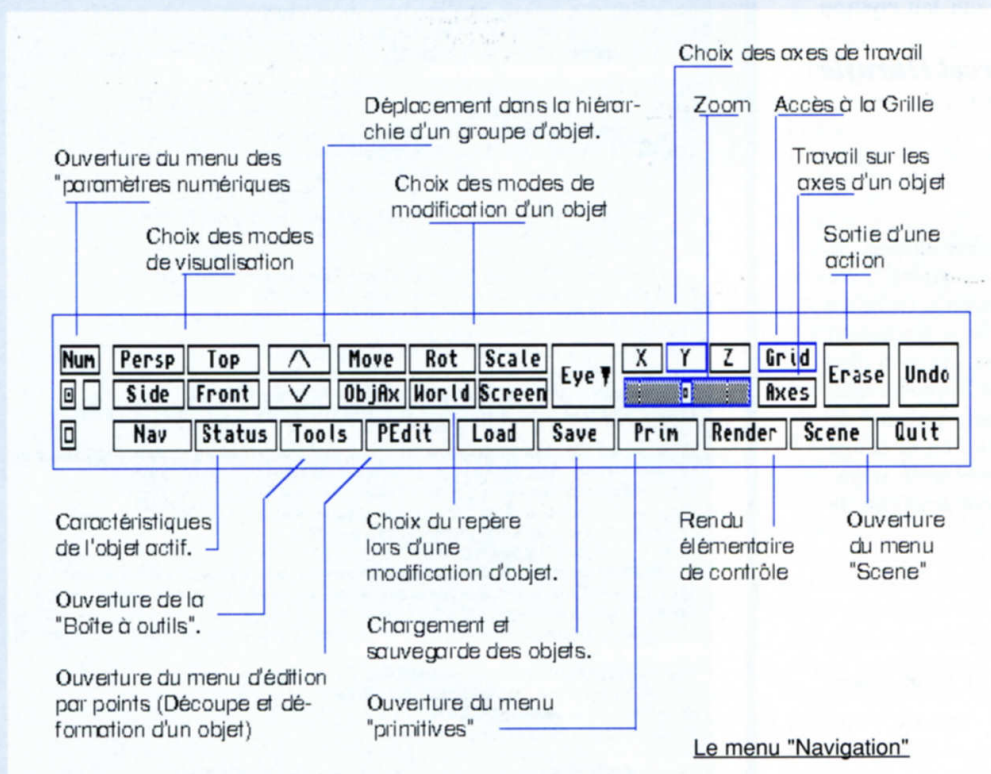 Choix des axes de travail
Déplacement dans la hiérar-
chie d'un groupe d'objet.
Zoom
Accès à la Grille
Ouverture du menu des
"paramètres numériques
Choix des modes de
modification d'un objet
Travail sur les
axes d'un objet
Choix des modes
de visualisation
Sortie d'une
action
Num Persp Top Move Rot Scale Eye X Y Z Grid Erase Undo
Side Front ObjAx World Screen Axes
Nav Status Tools PEdit Load Save Prim Render Scene Quit
Caractéristiques
de l'objet actif.
Choix du repère
lors d'une
modification d'objet.
Rendu
élémentaire
de contrôle
Ouverture
du menu
"Scene"
Ouverture de la
"Boîte à outils".
Chargement et
sauvegarde des objets.
Ouverture du menu d'édition
par points (Découpe et dé-
formation d'un objet)
Ouverture du menu
"primitives"
Le menu "Navigation"